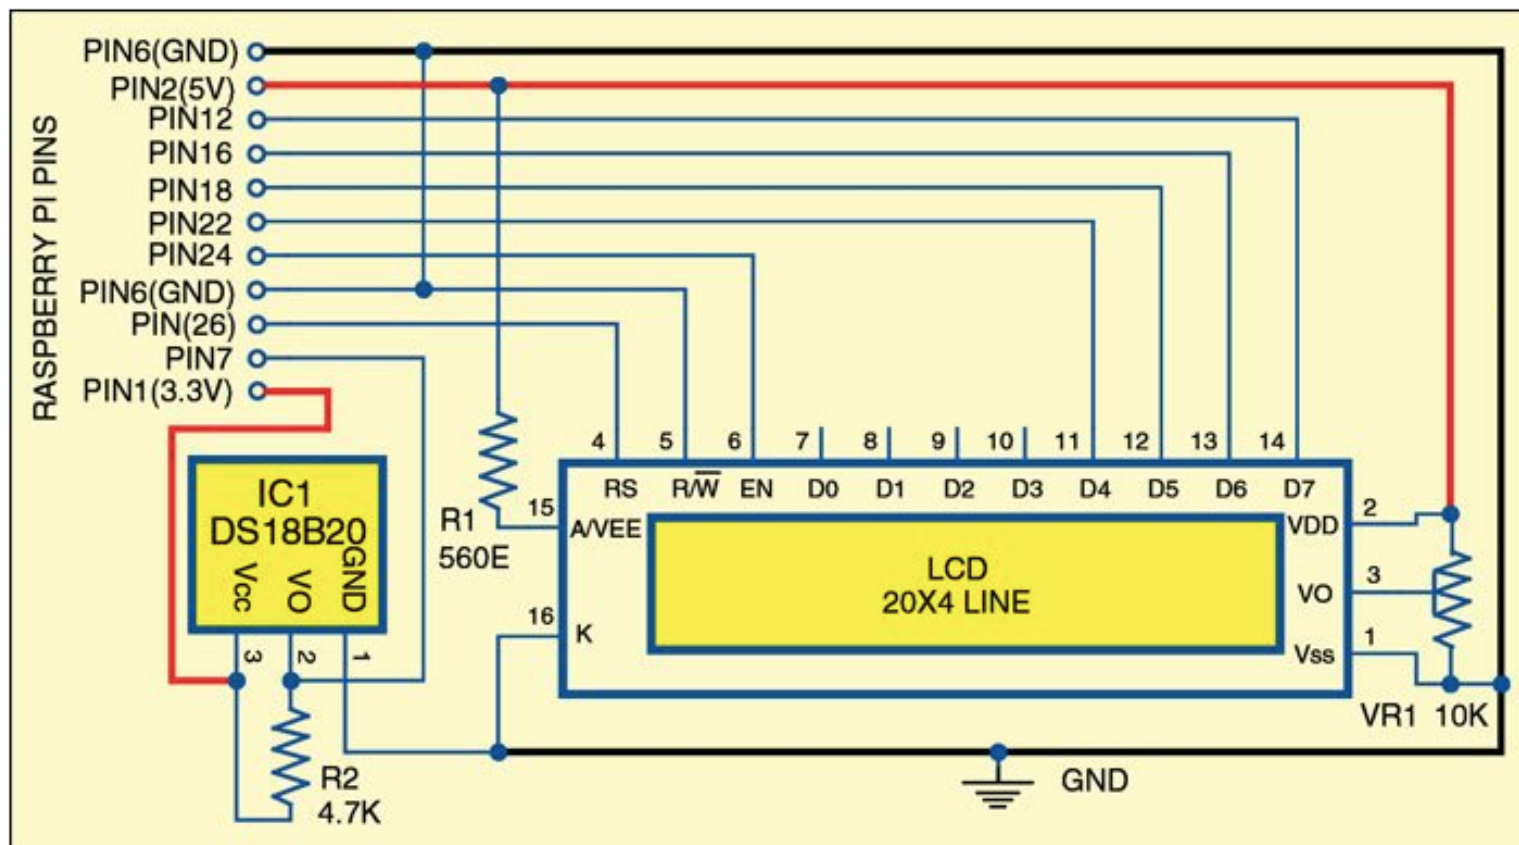 RASPBERRY PI PINS
PIN6(GND)
PIN2(5V)
PIN12
PIN16
PIN18
PIN22
PIN24
PIN6(GND)
PIN(26)
PIN7
PIN1(3.3V)
IC1
DS18B20
Vcc
VO
GND
3
2
1
R2
4.7K
R1
560E
4 5 6 7 8 9 10 11 12 13 14
RS R/W̅ EN D0 D1 D2 D3 D4 D5 D6 D7
15
A/VEE
16
K
LCD
20X4 LINE
2
VDD
3
VO
1
Vss
VR1 10K
GND